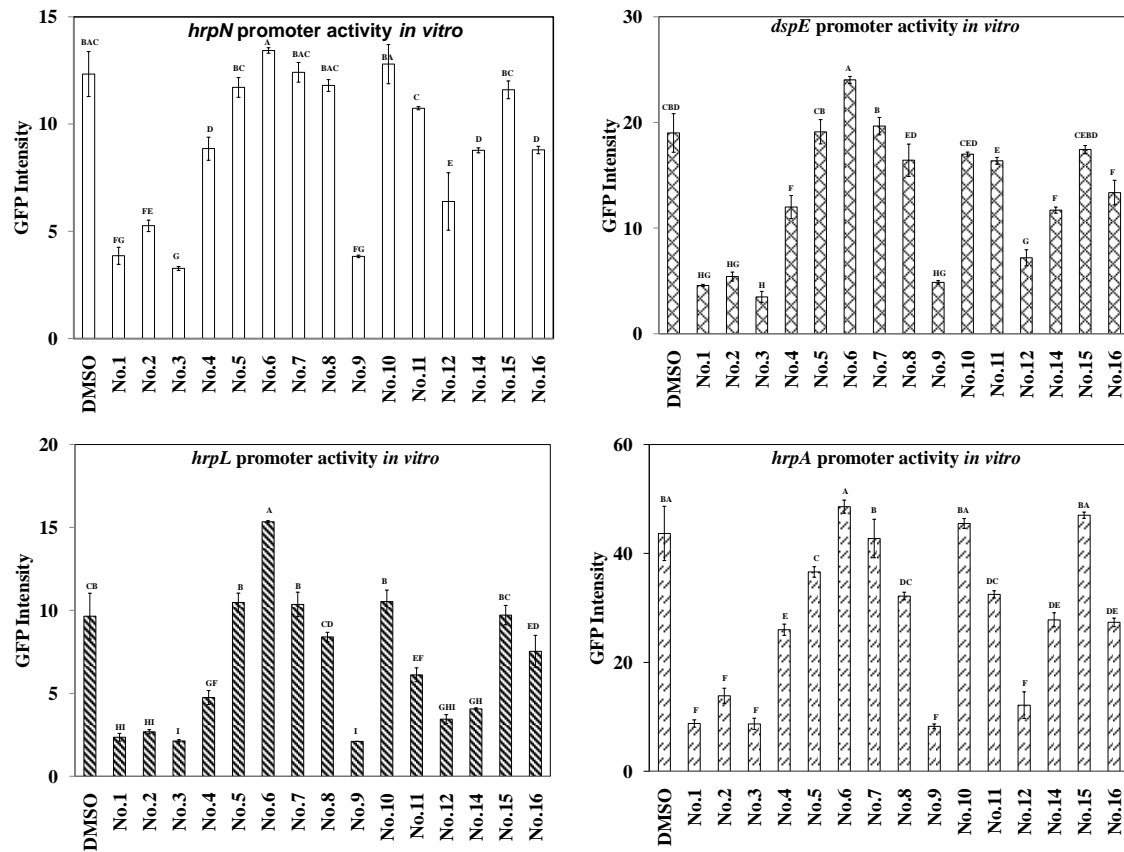 hrpN promoter activity in vitro
GFP Intensity
15
10
5
0
BAC
FG
FE
G
D
BC
A
BAC
BAC
FG
BA
C
E
D
BC
D
DMSO
No.1
No.2
No.3
No.4
No.5
No.6
No.7
No.8
No.9
No.10
No.11
No.12
No.14
No.15
No.16
dspE promoter activity in vitro
GFP Intensity
30
20
10
0
CBD
HG
HG
H
F
CB
A
B
ED
HG
CED
E
G
F
CEBD
F
DMSO
No.1
No.2
No.3
No.4
No.5
No.6
No.7
No.8
No.9
No.10
No.11
No.12
No.14
No.15
No.16
hrpL promoter activity in vitro
GFP Intensity
20
15
10
5
0
CB
HI
HI
I
GF
B
A
B
CD
I
B
EF
GHI
GH
BC
ED
DMSO
No.1
No.2
No.3
No.4
No.5
No.6
No.7
No.8
No.9
No.10
No.11
No.12
No.14
No.15
No.16
hrpA promoter activity in vitro
GFP Intensity
60
40
20
0
BA
F
F
F
E
C
A
B
DC
F
BA
DC
F
DE
BA
DE
DMSO
No.1
No.2
No.3
No.4
No.5
No.6
No.7
No.8
No.9
No.10
No.11
No.12
No.14
No.15
No.16